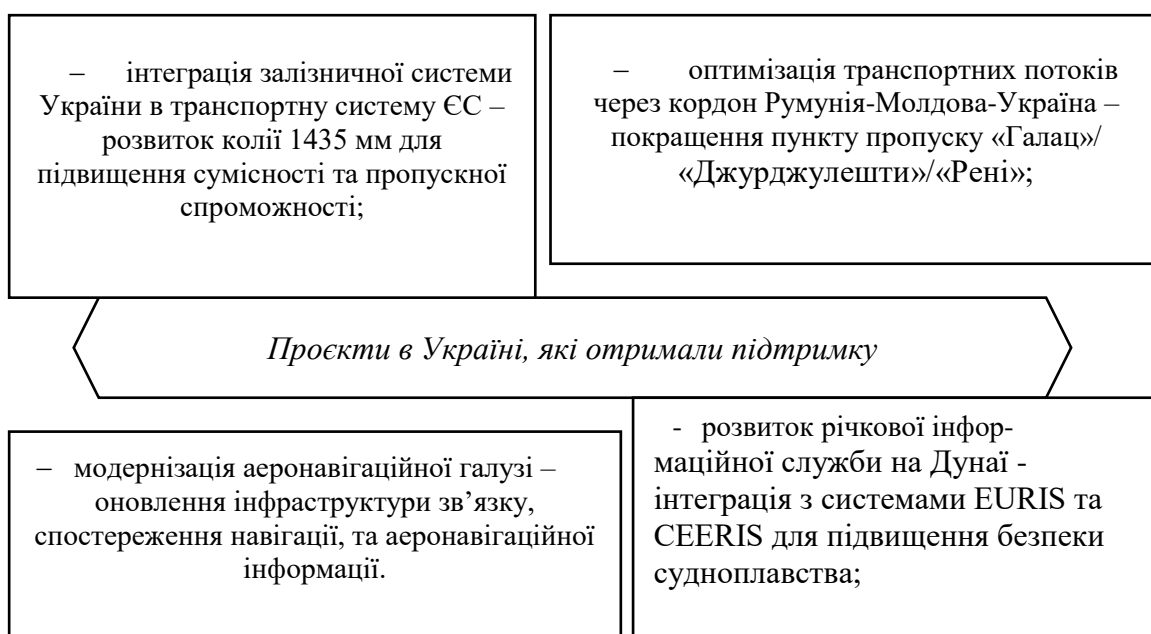 – інтеграція залізничної системи
України в транспортну систему ЄС –
розвиток колії 1435 мм для
підвищення сумісності та пропускної
спроможності;
– оптимізація транспортних потоків
через кордон Румунія-Молдова-Україна –
покращення пункту пропуску «Галац»/
«Джурджулешти»/«Рені»;
Проєкти в Україні, які отримали підтримку
– модернізація аеронавігаційної галузі –
оновлення інфраструктури зв’язку,
спостереження навігації, та аеронавігаційної
інформації.
- розвиток річкової інфор-
маційної служби на Дунаї -
інтеграція з системами EURIS та
CEERIS для підвищення безпеки
судноплавства;